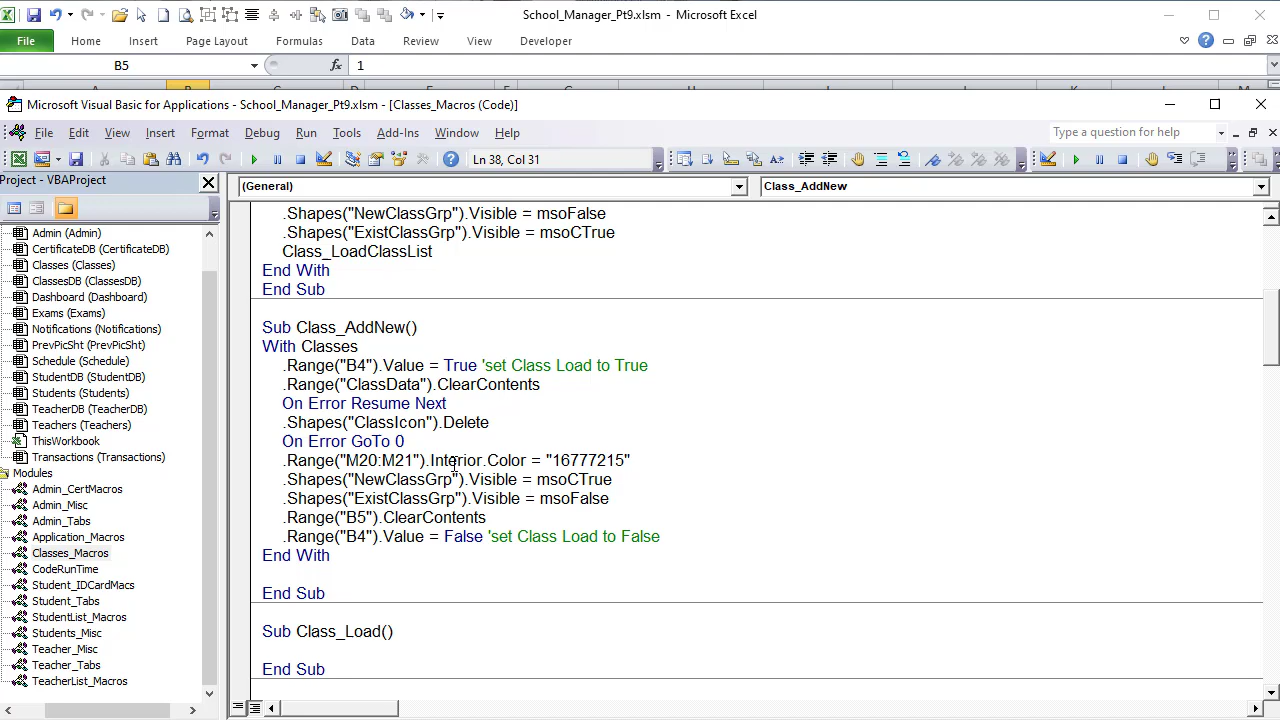 School_Manager_Pt9.xlsm - Microsoft Excel
File Home Insert Page Layout Formulas Data Review View Developer
B5 fx 1
Microsoft Visual Basic for Applications - School_Manager_Pt9.xlsm - [Classes_Macros (Code)]
File Edit View Insert Format Debug Run Tools Add-Ins Window Help Type a question for help
Ln 38, Col 31
Project - VBAProject
(General) Class_AddNew
Admin (Admin)
CertificateDB (CertificateDB)
Classes (Classes)
ClassesDB (ClassesDB)
Dashboard (Dashboard)
Exams (Exams)
Notifications (Notifications)
PrevPicSht (PrevPicSht)
Schedule (Schedule)
StudentDB (StudentDB)
Students (Students)
TeacherDB (TeacherDB)
Teachers (Teachers)
ThisWorkbook
Transactions (Transactions)
Modules
Admin_CertMacros
Admin_Misc
Admin_Tabs
Application_Macros
Classes_Macros
CodeRunTime
Student_IDCardMacs
Student_Tabs
StudentList_Macros
Students_Misc
Teacher_Misc
Teacher_Tabs
TeacherList_Macros
.Shapes("NewClassGrp").Visible = msoFalse
.Shapes("ExistClassGrp").Visible = msoCTrue
Class_LoadClassList
End With
End Sub
Sub Class_AddNew()
With Classes
.Range("B4").Value = True 'set Class Load to True
.Range("ClassData").ClearContents
On Error Resume Next
.Shapes("ClassIcon").Delete
On Error GoTo 0
.Range("M20:M21").Interior.Color = "16777215"
.Shapes("NewClassGrp").Visible = msoCTrue
.Shapes("ExistClassGrp").Visible = msoFalse
.Range("B5").ClearContents
.Range("B4").Value = False 'set Class Load to False
End With
End Sub
Sub Class_Load()
End Sub